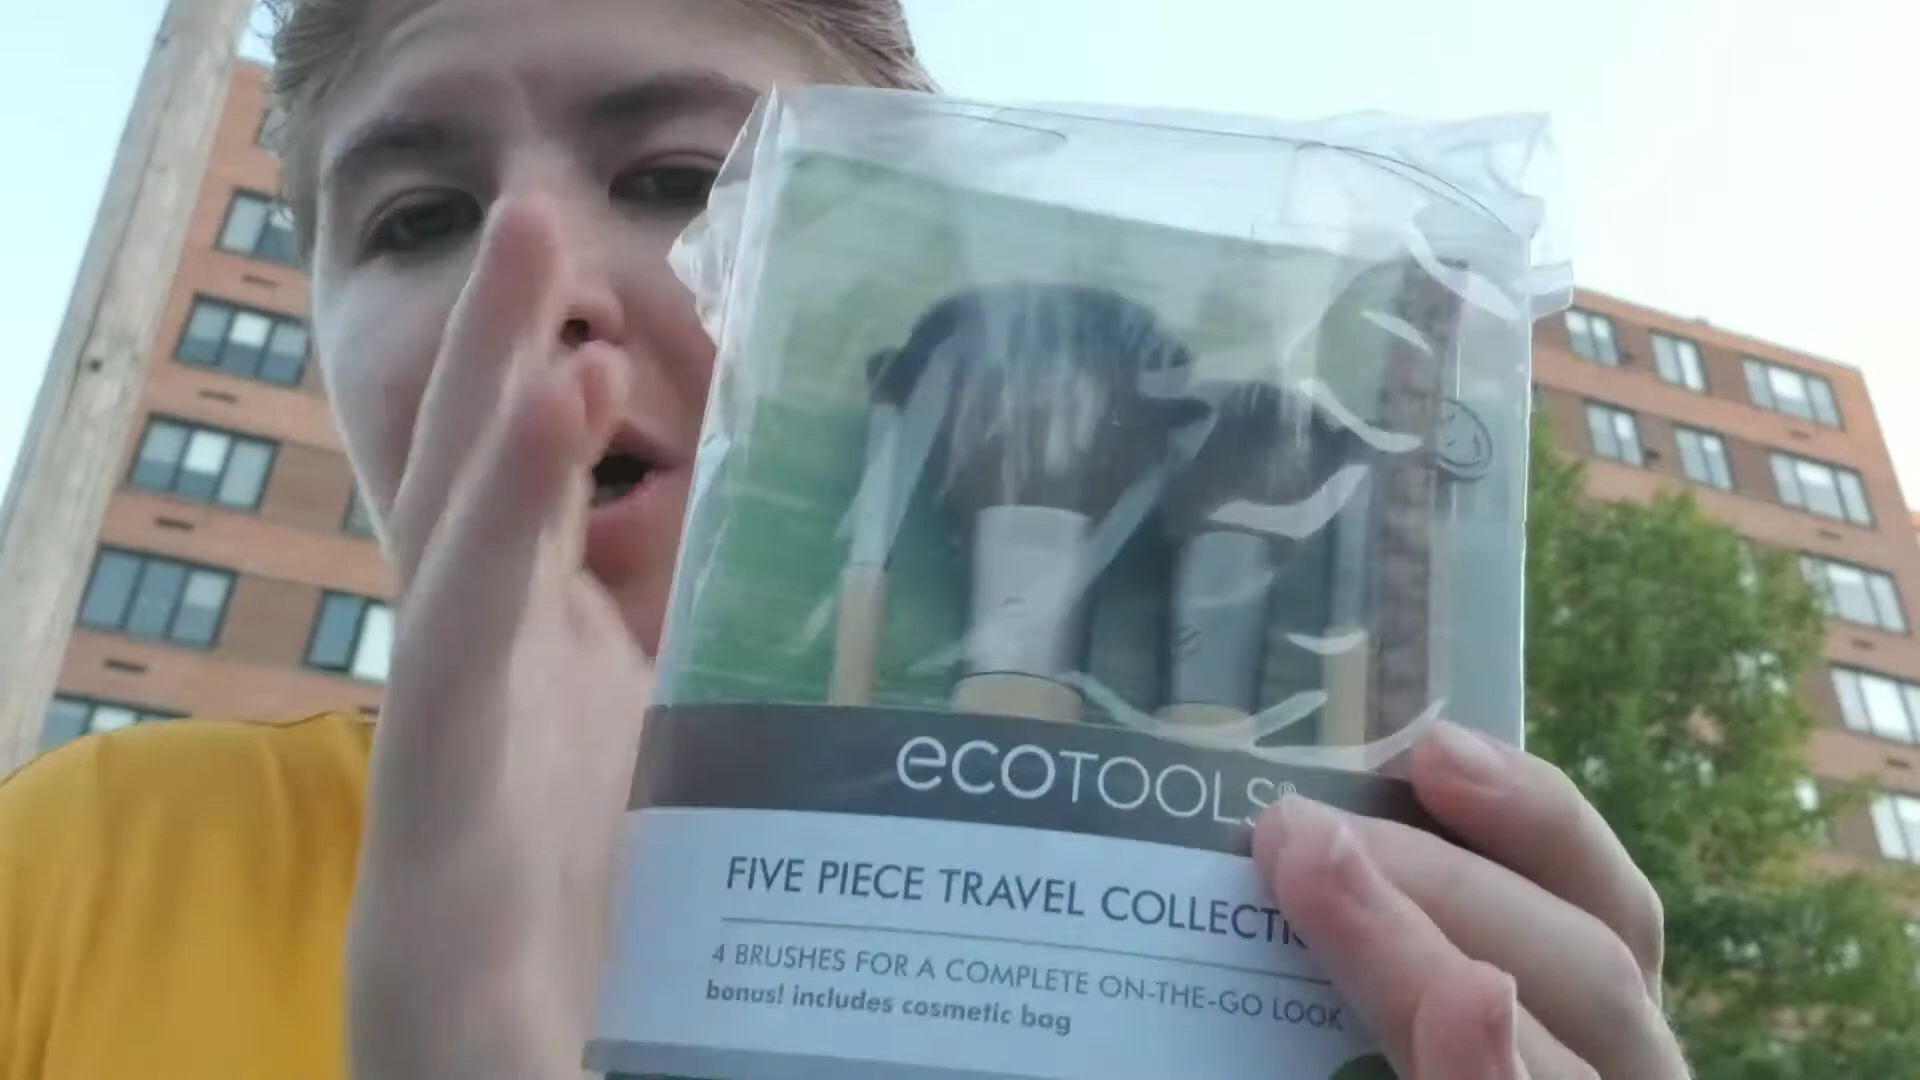 ecoTOOLS®
FIVE PIECE TRAVEL COLLECTI
4 BRUSHES FOR A COMPLETE ON-THE-GO LOOK
bonus! includes cosmetic bag